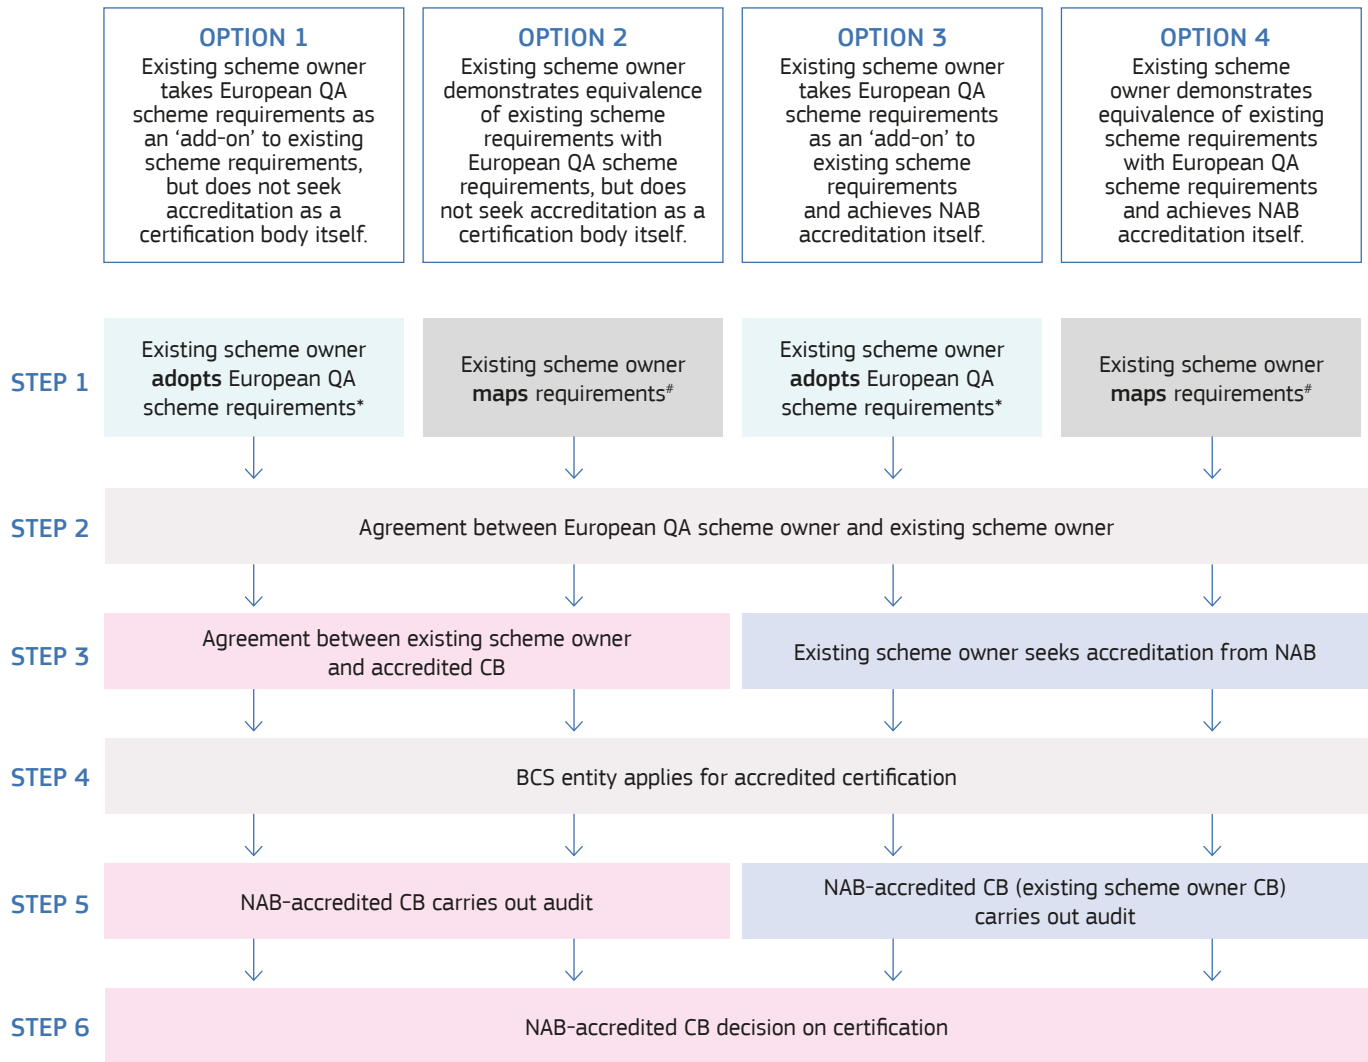 OPTION 1
Existing scheme owner
takes European QA
scheme requirements as
an ‘add-on’ to existing
scheme requirements,
but does not seek
accreditation as a
certification body itself.
OPTION 2
Existing scheme owner
demonstrates equivalence
of existing scheme
requirements with
European QA scheme
requirements, but does
not seek accreditation as a
certification body itself.
OPTION 3
Existing scheme owner
takes European QA
scheme requirements
as an ‘add-on’ to
existing scheme
requirements
and achieves NAB
accreditation itself.
OPTION 4
Existing scheme
owner demonstrates
equivalence of existing
scheme requirements
with European QA
scheme requirements
and achieves NAB
accreditation itself.
STEP 1
Existing scheme owner
adopts European QA
scheme requirements*
Existing scheme owner
maps requirements#
Existing scheme owner
adopts European QA
scheme requirements*
Existing scheme owner
maps requirements#
STEP 2
Agreement between European QA scheme owner and existing scheme owner
STEP 3
Agreement between existing scheme owner
and accredited CB
Existing scheme owner seeks accreditation from NAB
STEP 4
BCS entity applies for accredited certification
STEP 5
NAB-accredited CB carries out audit
NAB-accredited CB (existing scheme owner CB)
carries out audit
STEP 6
NAB-accredited CB decision on certification